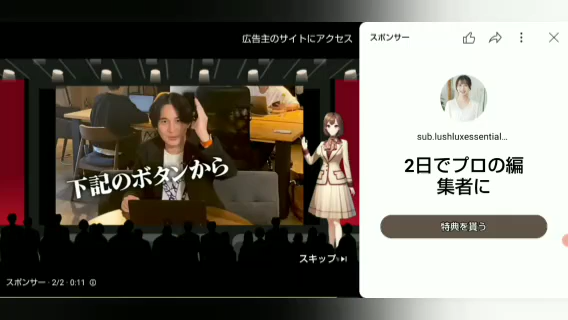 広告主のサイトにアクセス
下記のボタンから
スキップ
スポンサー · 2/2 · 0:11
スポンサー
sub.lushluxessential...
2日でプロの編
集者に
特典を貰う